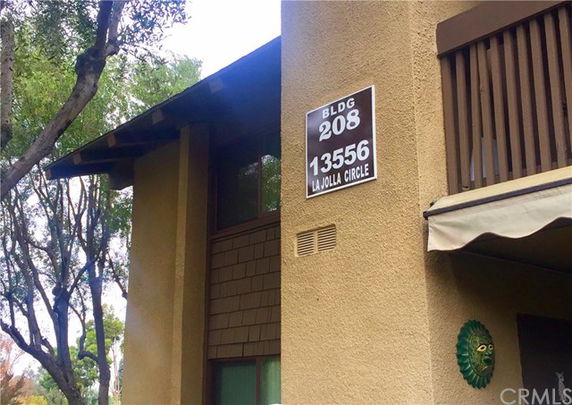 BLDG
208
13556
LA JOLLA CIRCLE
CRMLS